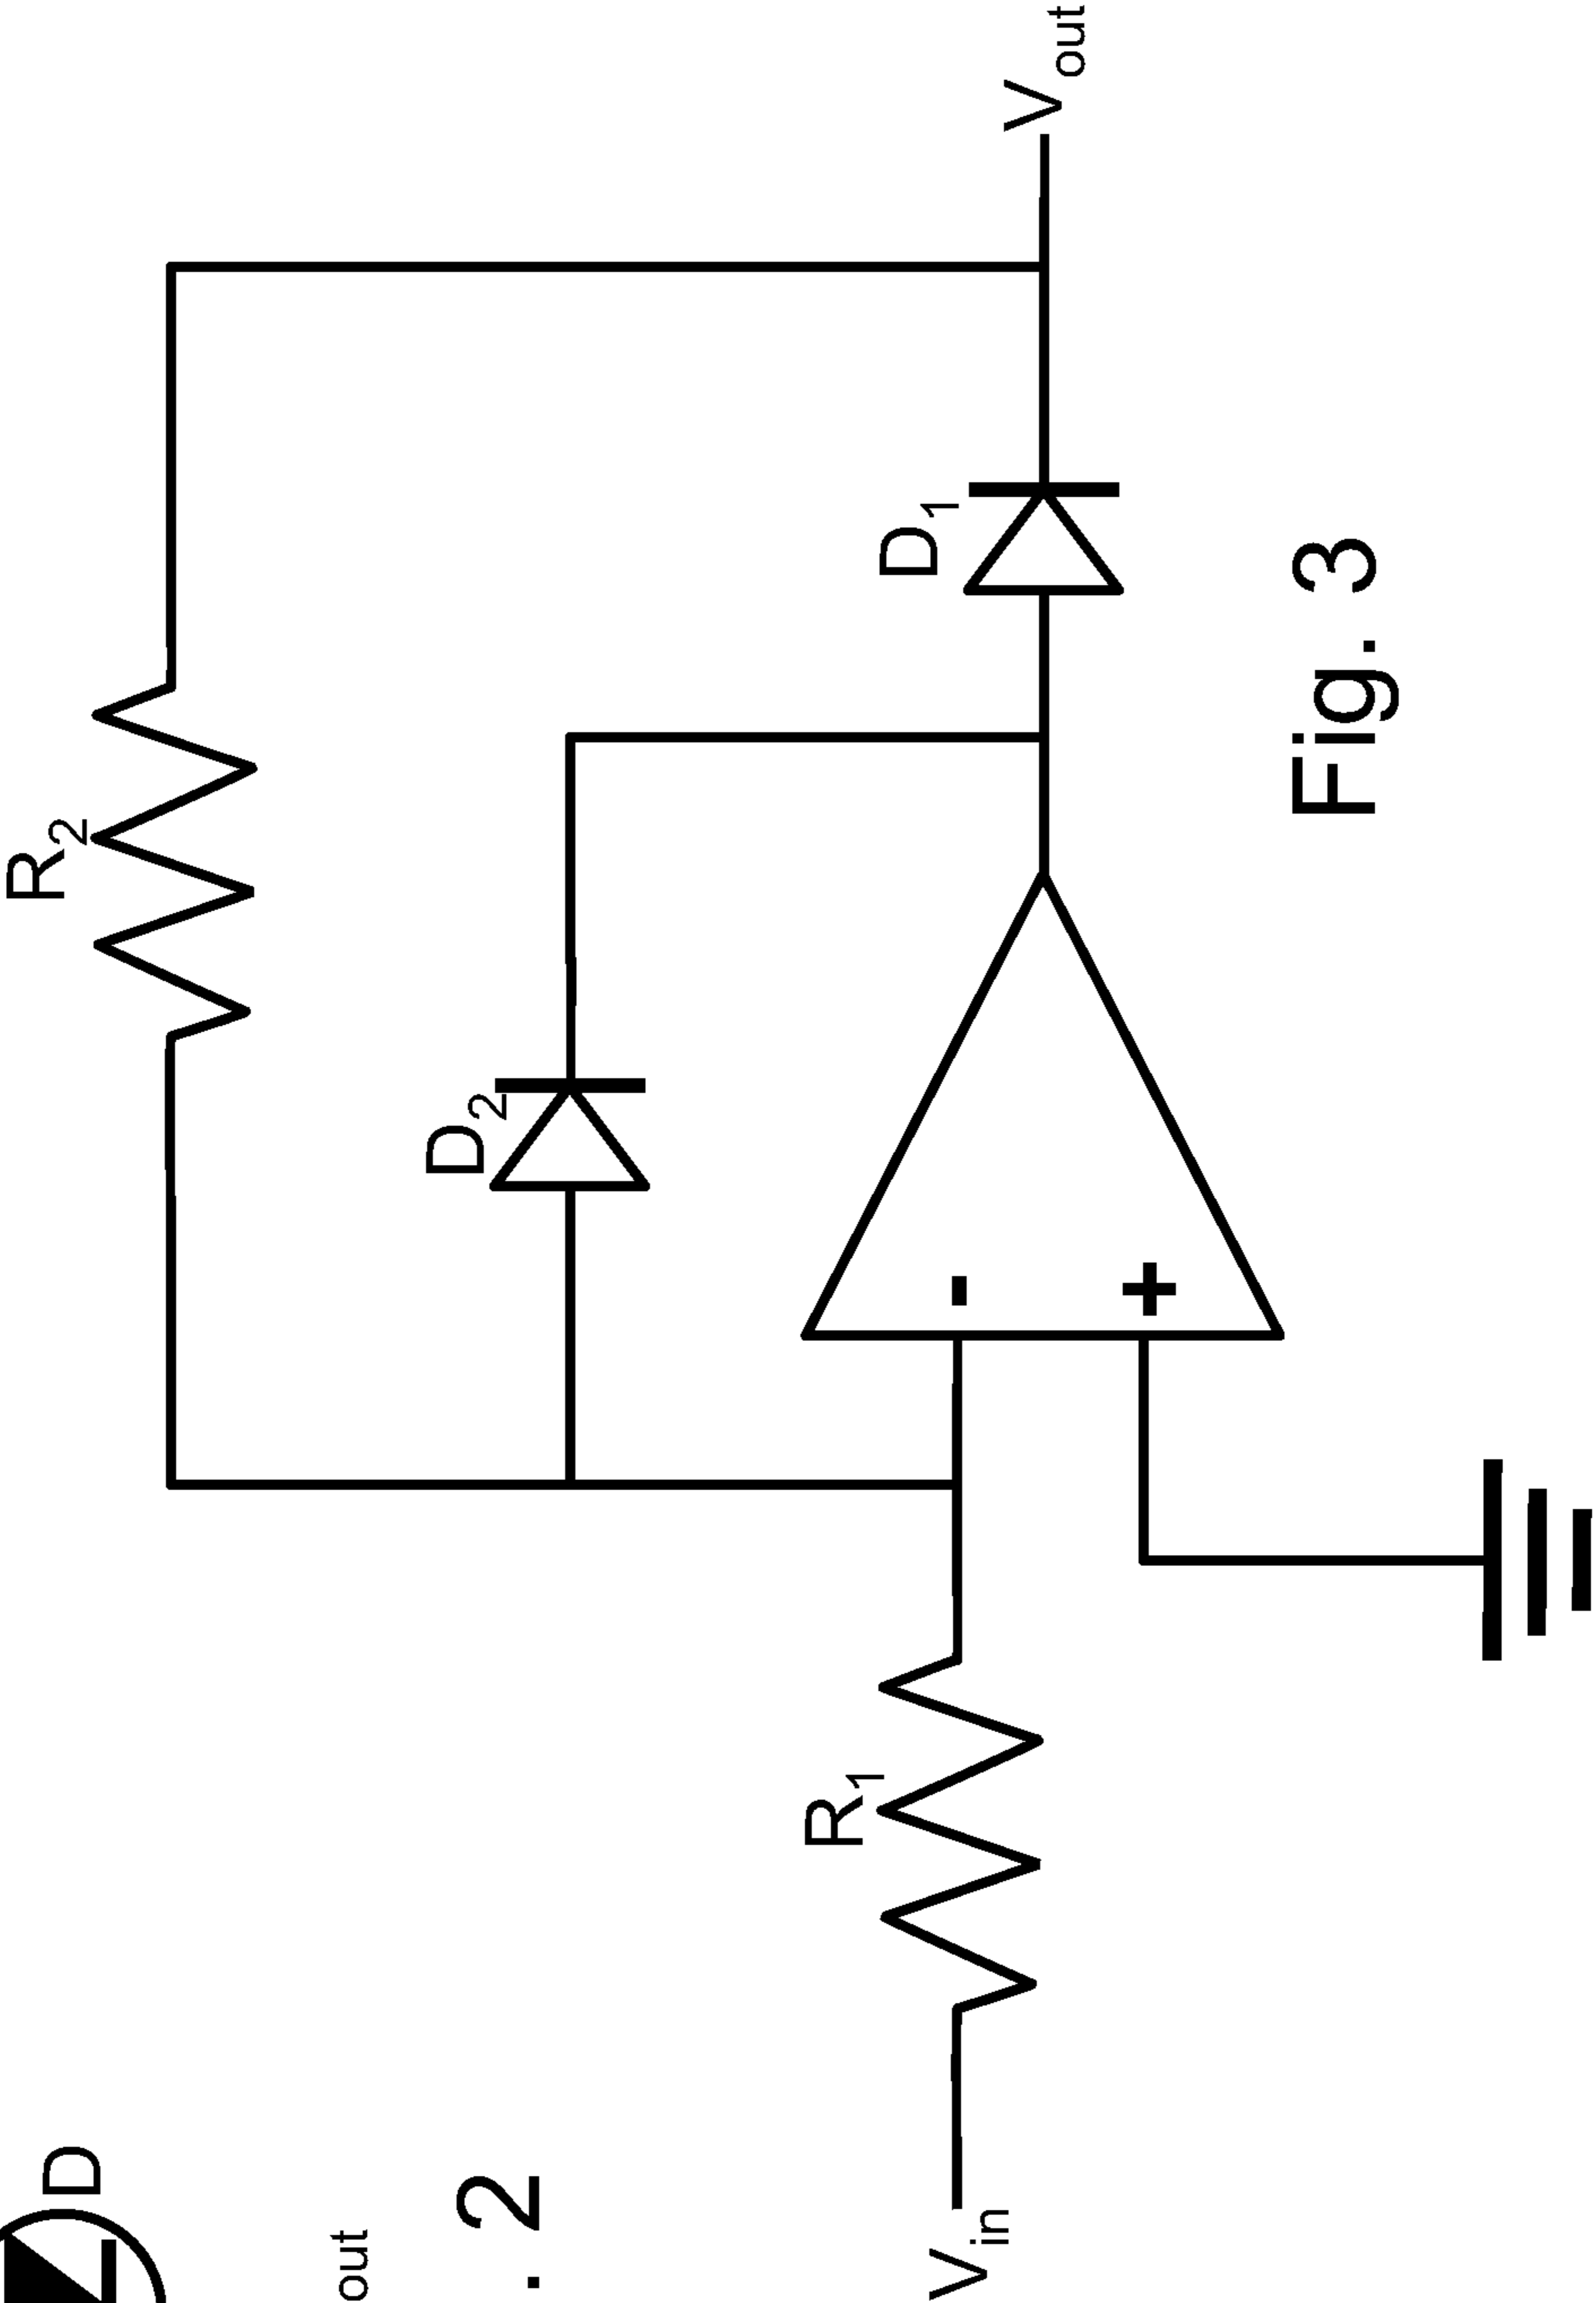 R2
D2
D1
Vout
-
+
R1
Vin
Fig. 3
D
out
. 2